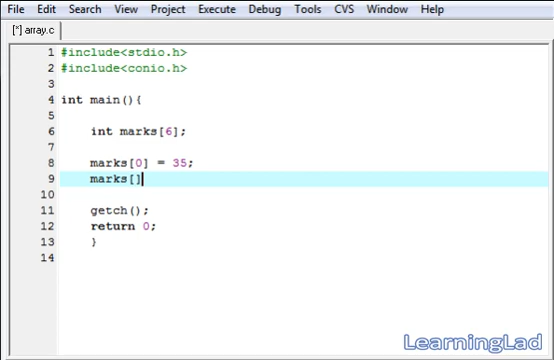 File Edit Search View Project Execute Debug Tools CVS Window Help
[*] array.c
1 #include<stdio.h>
2 #include<conio.h>
3
4 int main(){
5
6 int marks[6];
7
8 marks[0] = 35;
9 marks[]
10
11 getch();
12 return 0;
13 }
14
LearningLad